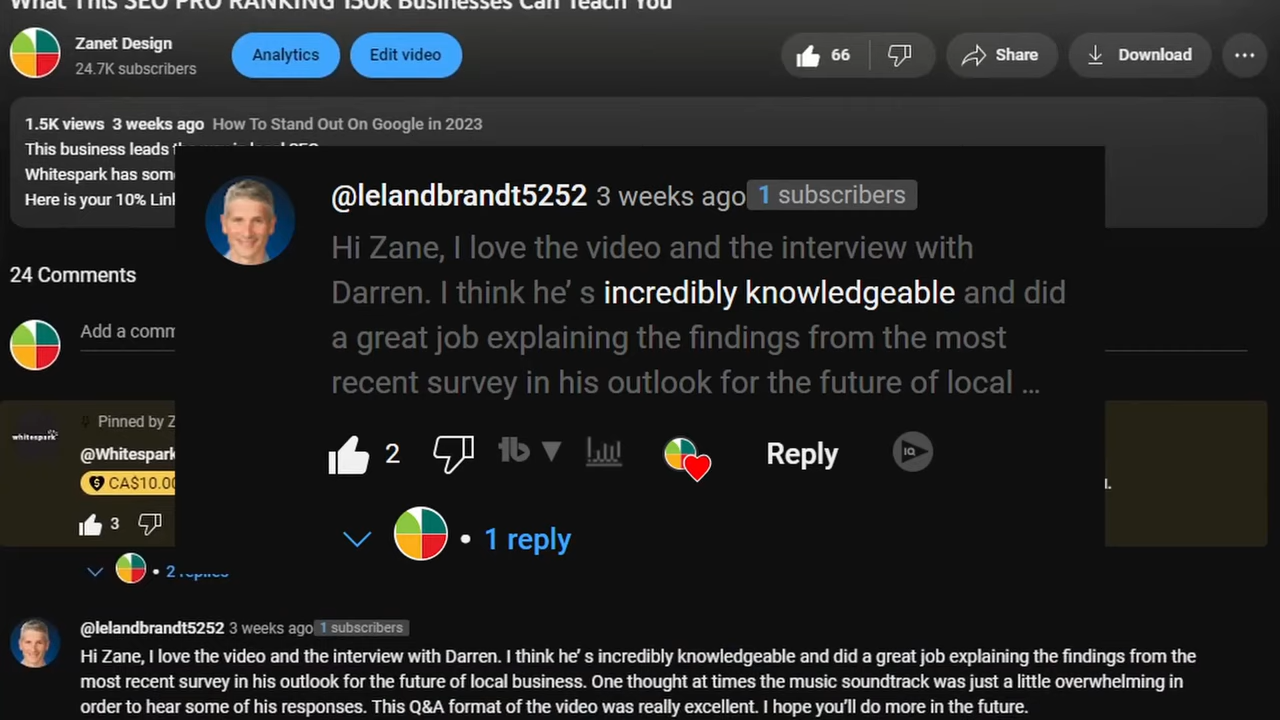 What This SEO PRO RANKING 150k Businesses Can Teach You
Zanet Design
24.7K subscribers
Analytics
Edit video
66
Share
Download
1.5K views 3 weeks ago How To Stand Out On Google in 2023
This business leads the way in local SEO
Whitespark has som
Here is your 10% Lin
24 Comments
Add a comm
@lelandbrandt5252 3 weeks ago 1 subscribers
Hi Zane, I love the video and the interview with
Darren. I think he’ s incredibly knowledgeable and did
a great job explaining the findings from the most
recent survey in his outlook for the future of local ...
2
Reply
IQ
1 reply
whitespark
Pinned by Z
@Whitespark
CA$10.00
3
2 replies
@lelandbrandt5252 3 weeks ago 1 subscribers
Hi Zane, I love the video and the interview with Darren. I think he’ s incredibly knowledgeable and did a great job explaining the findings from the
most recent survey in his outlook for the future of local business. One thought at times the music soundtrack was just a little overwhelming in
order to hear some of his responses. This Q&A format of the video was really excellent. I hope you’ll do more in the future.